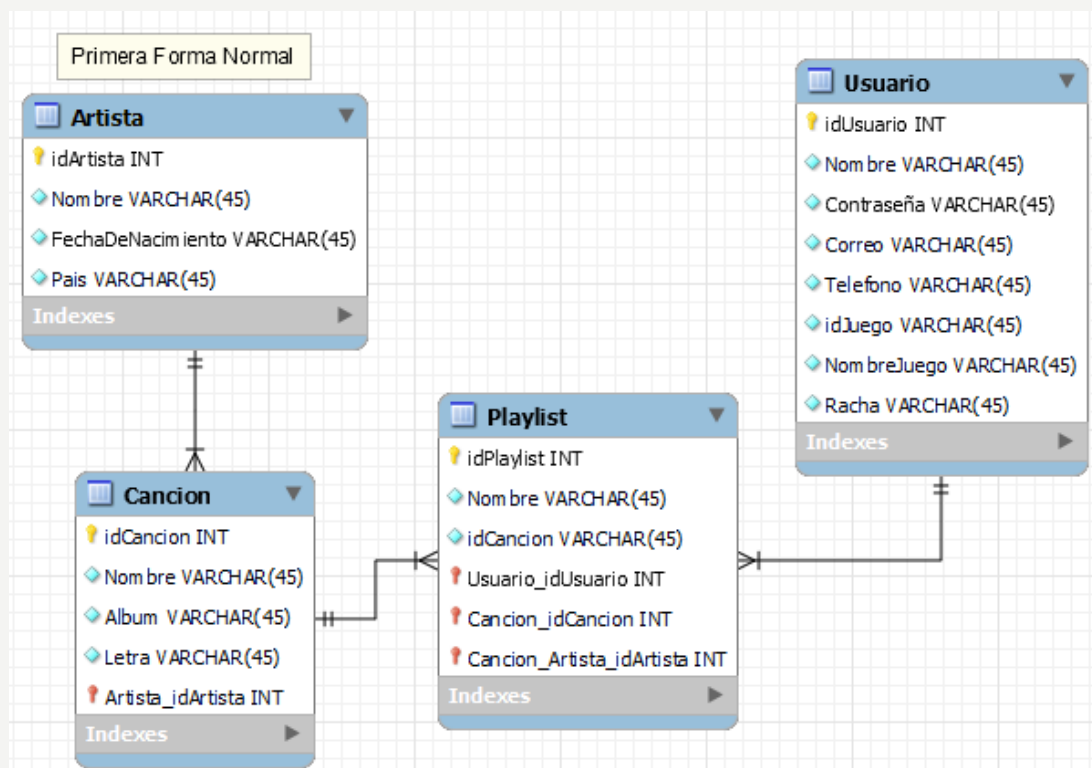 Primera Forma Normal
Artista
idArtista INT
Nombre VARCHAR(45)
FechaDeNacimiento VARCHAR(45)
Pais VARCHAR(45)
Indexes
Usuario
idUsuario INT
Nombre VARCHAR(45)
Contraseña VARCHAR(45)
Correo VARCHAR(45)
Telefono VARCHAR(45)
idJuego VARCHAR(45)
NombreJuego VARCHAR(45)
Racha VARCHAR(45)
Indexes
Cancion
idCancion INT
Nombre VARCHAR(45)
Album VARCHAR(45)
Letra VARCHAR(45)
Artista_idArtista INT
Indexes
Playlist
idPlaylist INT
Nombre VARCHAR(45)
idCancion VARCHAR(45)
Usuario_idUsuario INT
Cancion_idCancion INT
Cancion_Artista_idArtista INT
Indexes